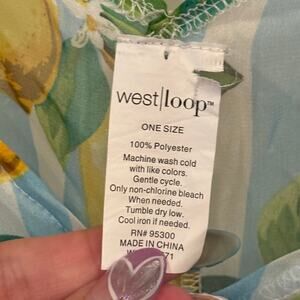 west|loop™
ONE SIZE
100% Polyester
Machine wash cold
with like colors.
Gentle cycle.
Only non-chlorine bleach
When needed.
Tumble dry low.
Cool iron if needed.
RN# 95300
MADE IN CHINA